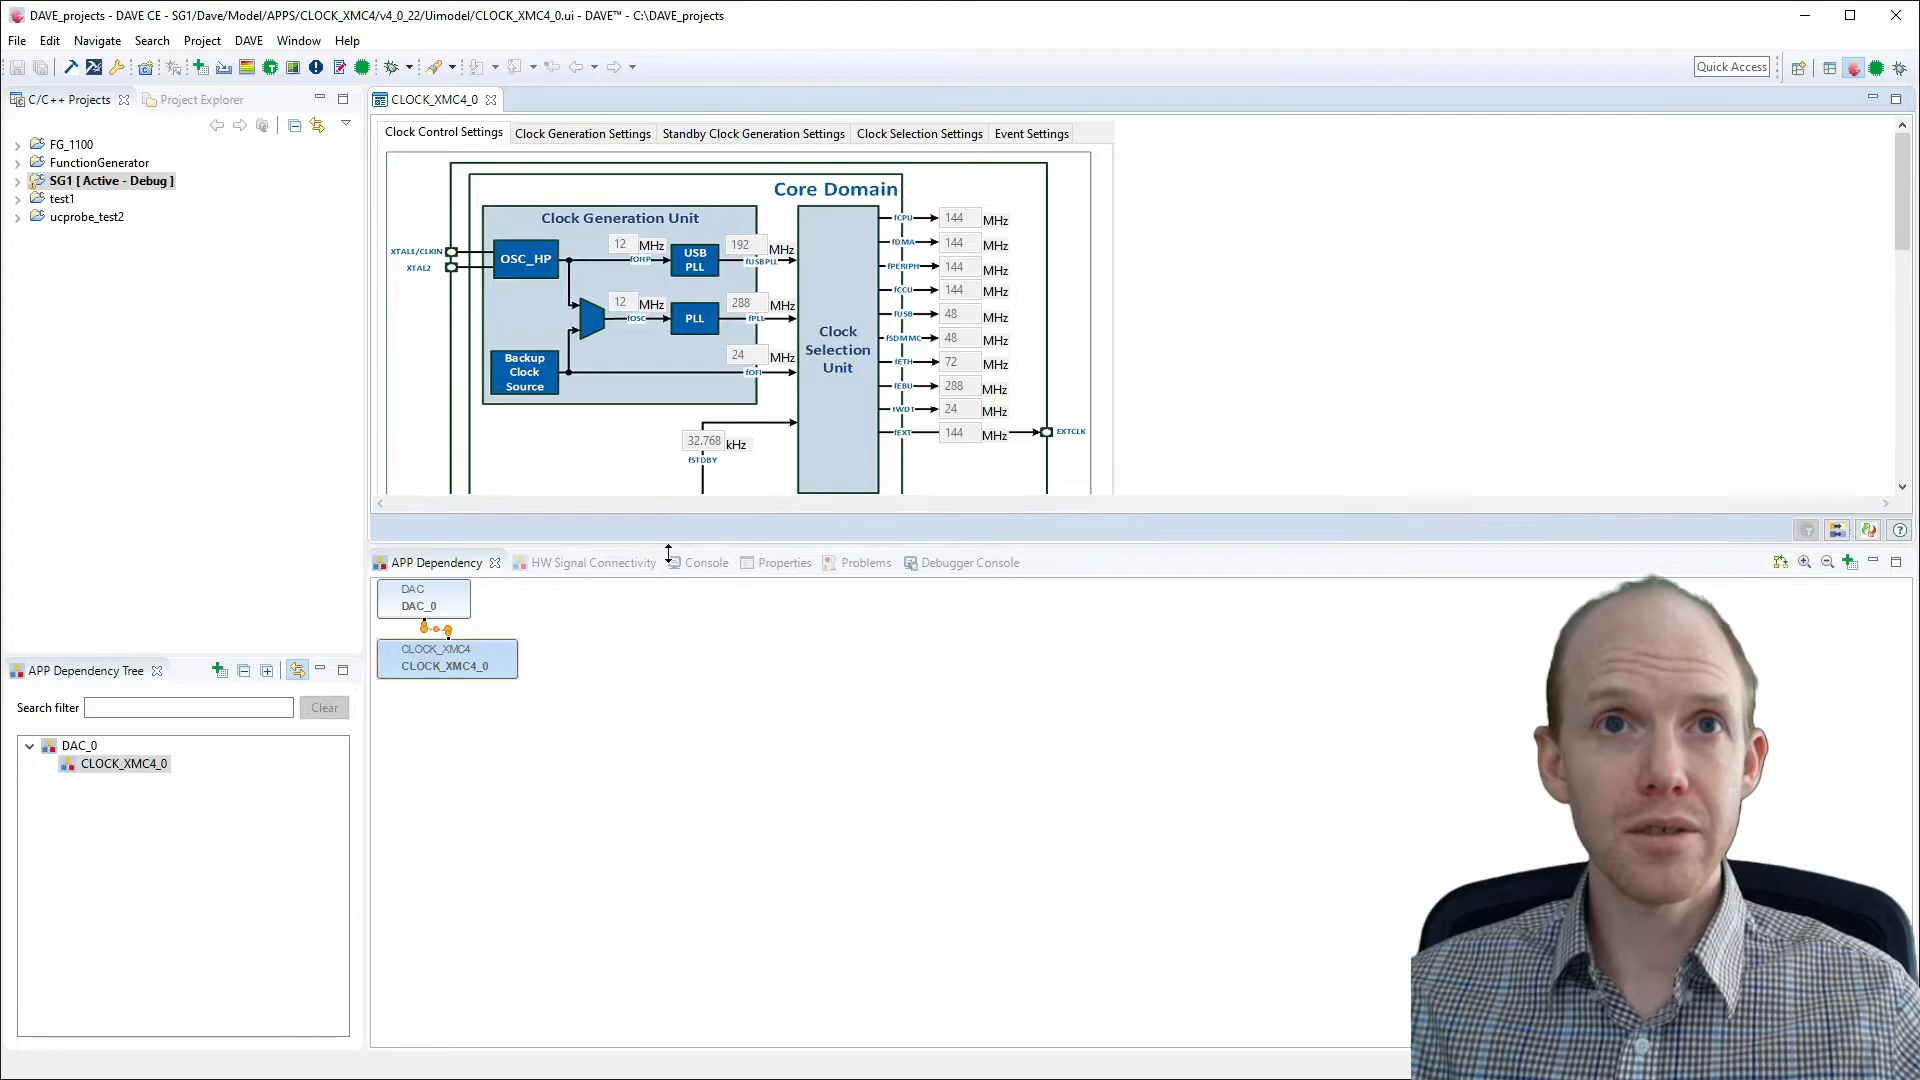 DAVE_projects - DAVE CE - SG1/Dave/Model/APPS/CLOCK_XMC4/v4_0_22/Uimodel/CLOCK_XMC4_0.ui - DAVE™ - C:\DAVE_projects
File Edit Navigate Search Project DAVE Window Help
Quick Access
C/C++ Projects Project Explorer
FG_1100
FunctionGenerator
SG1 [ Active - Debug ]
test1
ucprobe_test2
CLOCK_XMC4_0
Clock Control Settings Clock Generation Settings Standby Clock Generation Settings Clock Selection Settings Event Settings
Core Domain
Clock Generation Unit
XTAL1/CLKIN
XTAL2
OSC_HP
12 MHz
fOHP
USB
PLL
192 MHz
fUSBPLL
12 MHz
fOSC
PLL
288 MHz
fPLL
Backup
Clock
Source
24 MHz
fOFI
32.768 kHz
fSTDBY
Clock
Selection
Unit
fCPU 144 MHz
fDMA 144 MHz
fPERIPH 144 MHz
fCCU 144 MHz
fUSB 48 MHz
fSDMMC 48 MHz
fETH 72 MHz
fEBU 288 MHz
fWDT 24 MHz
fEXT 144 MHz
EXTCLK
APP Dependency HW Signal Connectivity Console Properties Problems Debugger Console
DAC
DAC_0
CLOCK_XMC4
CLOCK_XMC4_0
APP Dependency Tree
Search filter Clear
DAC_0
CLOCK_XMC4_0